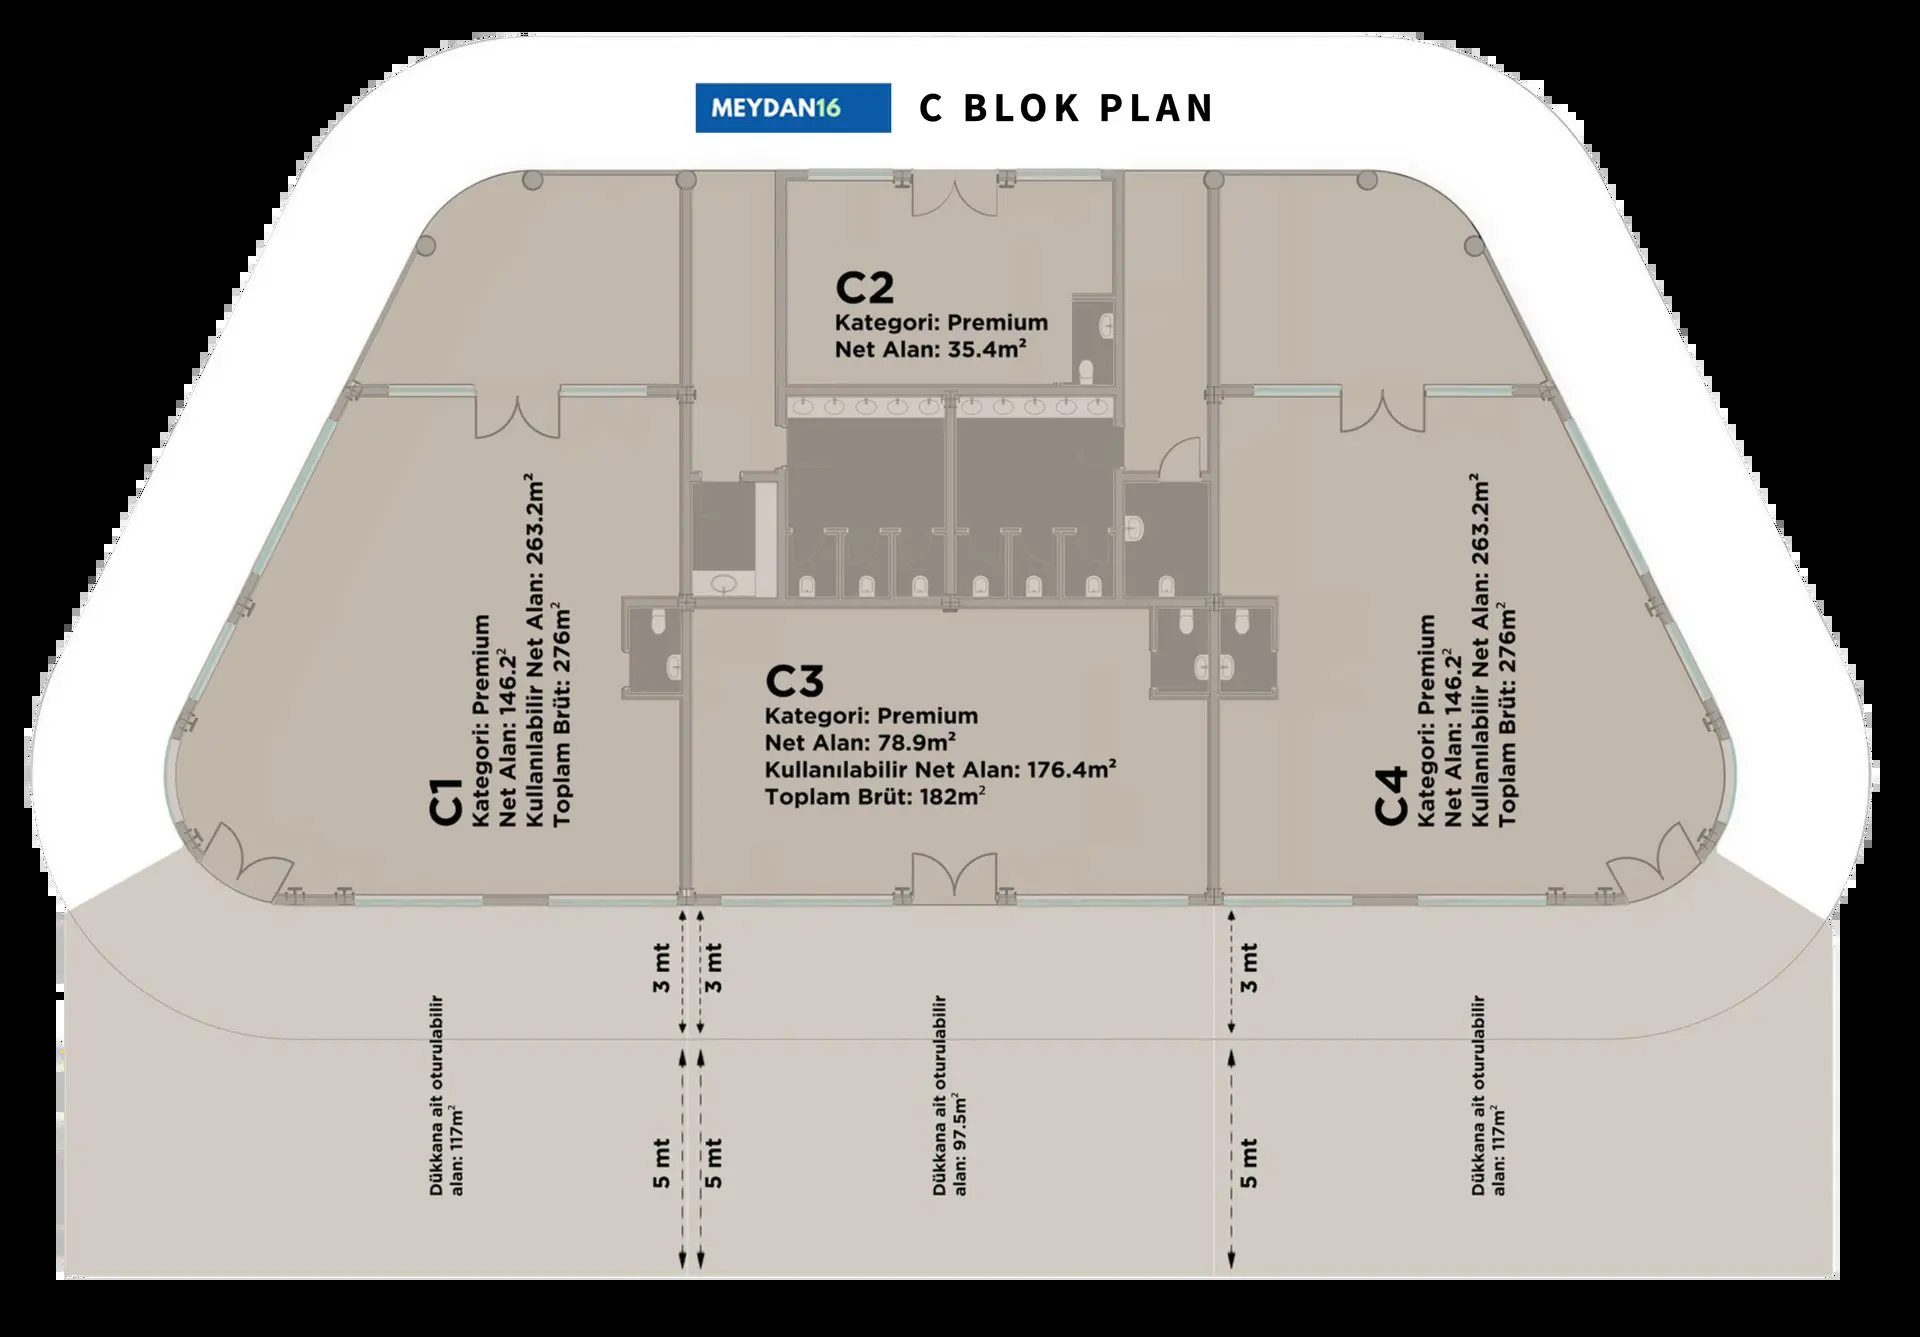 MEYDAN16 C BLOK PLAN
C2
Kategori: Premium
Net Alan: 35.4m²
C1
Kategori: Premium
Net Alan: 146.2²
Kullanılabilir Net Alan: 263.2m²
Toplam Brüt: 276m²
C3
Kategori: Premium
Net Alan: 78.9m²
Kullanılabilir Net Alan: 176.4m²
Toplam Brüt: 182m²
C4
Kategori: Premium
Net Alan: 146.2²
Kullanılabilir Net Alan: 263.2m²
Toplam Brüt: 276m²
3 mt
3 mt
3 mt
Dükkana ait oturulabilir
alan: 117m²
5 mt
5 mt
Dükkana ait oturulabilir
alan: 97.5m²
5 mt
Dükkana ait oturulabilir
alan: 117m²